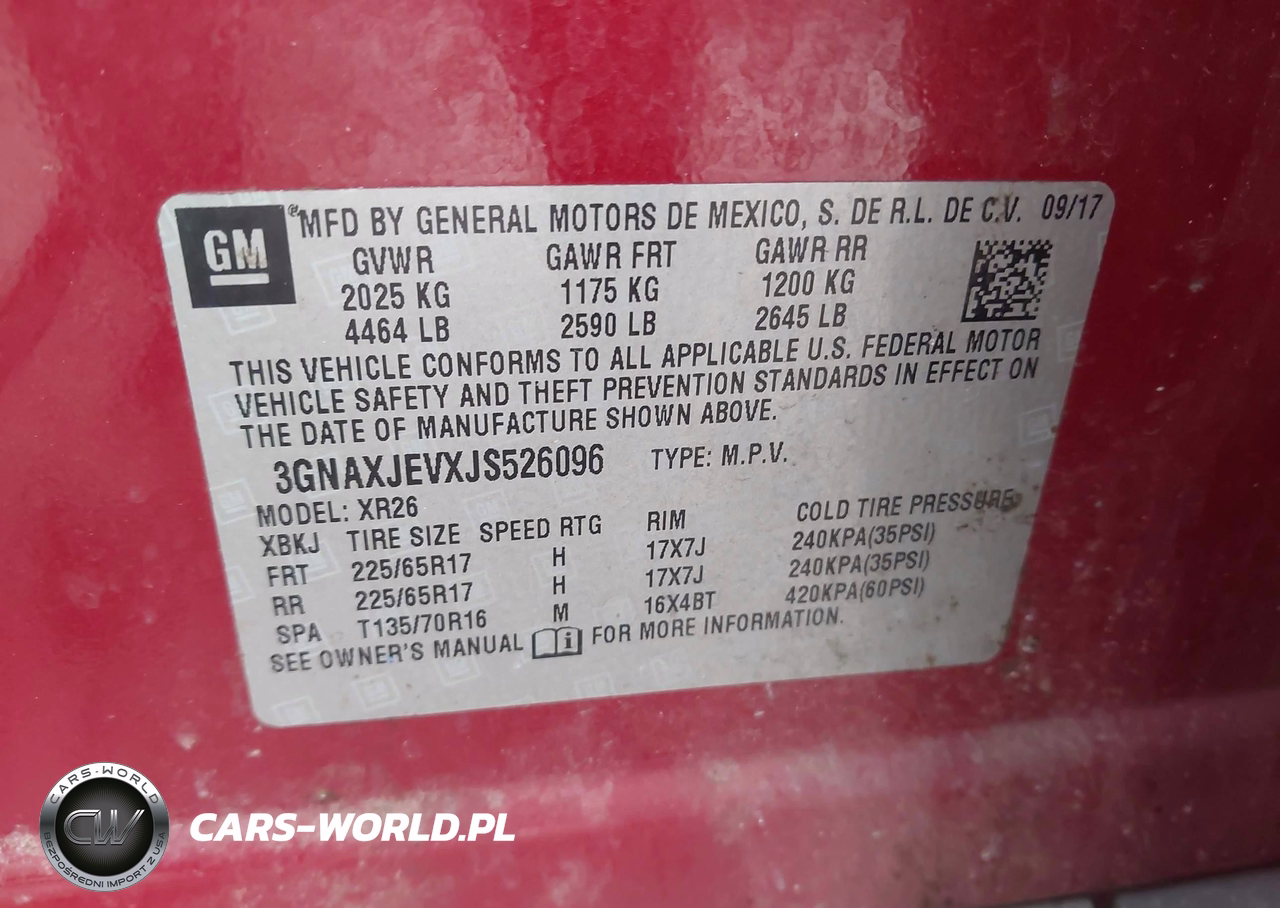 GM
® MFD BY GENERAL MOTORS DE MEXICO, S. DE R.L. DE C.V. 09/17
GVWR GAWR FRT GAWR RR
2025 KG 1175 KG 1200 KG
4464 LB 2590 LB 2645 LB
THIS VEHICLE CONFORMS TO ALL APPLICABLE U.S. FEDERAL MOTOR
VEHICLE SAFETY AND THEFT PREVENTION STANDARDS IN EFFECT ON
THE DATE OF MANUFACTURE SHOWN ABOVE.
3GNAXJEVXJS526096 TYPE: M.P.V.
MODEL: XR26
XBKJ TIRE SIZE SPEED RTG RIM COLD TIRE PRESSURE
FRT 225/65R17 H 17X7J 240KPA(35PSI)
RR 225/65R17 H 17X7J 240KPA(35PSI)
SPA T135/70R16 M 16X4BT 420KPA(60PSI)
SEE OWNER'S MANUAL i FOR MORE INFORMATION.
CARS-WORLD
CW
BEZPOŚREDNI IMPORT Z USA
CARS-WORLD.PL